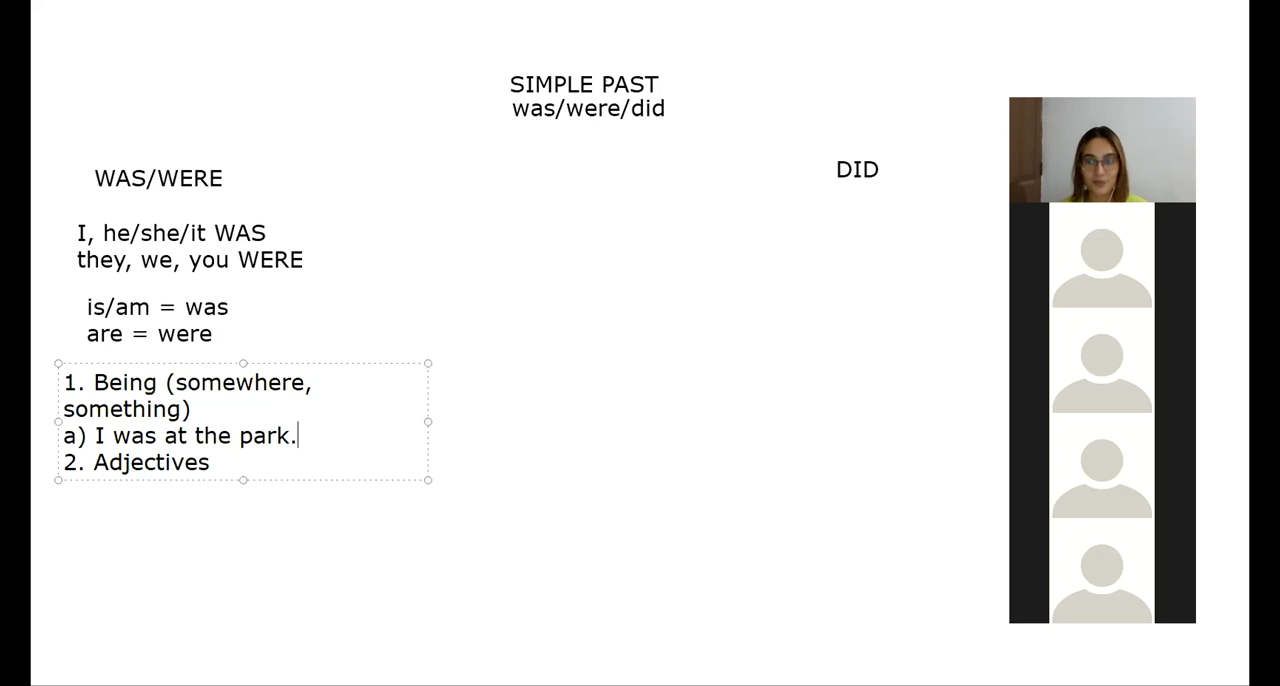 SIMPLE PAST
was/were/did
WAS/WERE
DID
I, he/she/it WAS
they, we, you WERE
is/am = was
are = were
1. Being (somewhere,
something)
a) I was at the park.
2. Adjectives